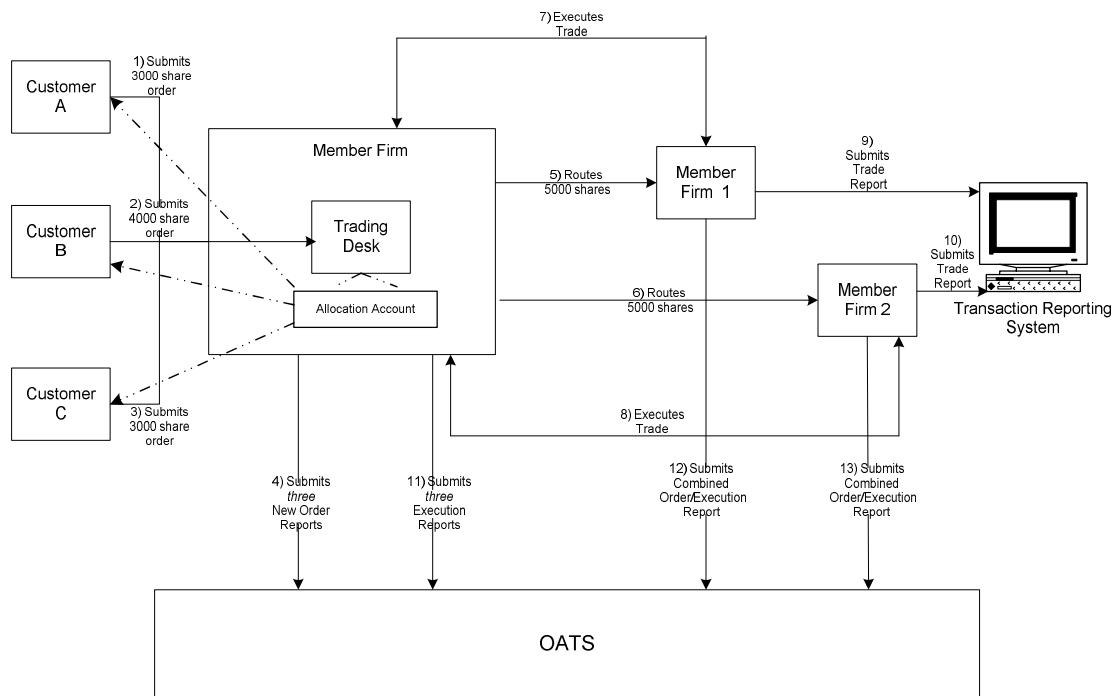 7) Executes
Trade
1) Submits
3000 share
order
Customer
A
Member Firm
9)
Submits
Trade
Report
5) Routes
5000 shares
Member
Firm 1
2) Submits
4000 share
order
Trading
Desk
Customer
B
10)
Submits
Trade
Report
6) Routes
5000 shares
Member
Firm 2
Allocation Account
Transaction Reporting
System
Customer
C
3) Submits
3000 share
order
8) Executes
Trade
4) Submits
three
New Order
Reports
11) Submits
three
Execution
Reports
12) Submits
Combined
Order/Execution
Report
13) Submits
Combined
Order/Execution
Report
OATS